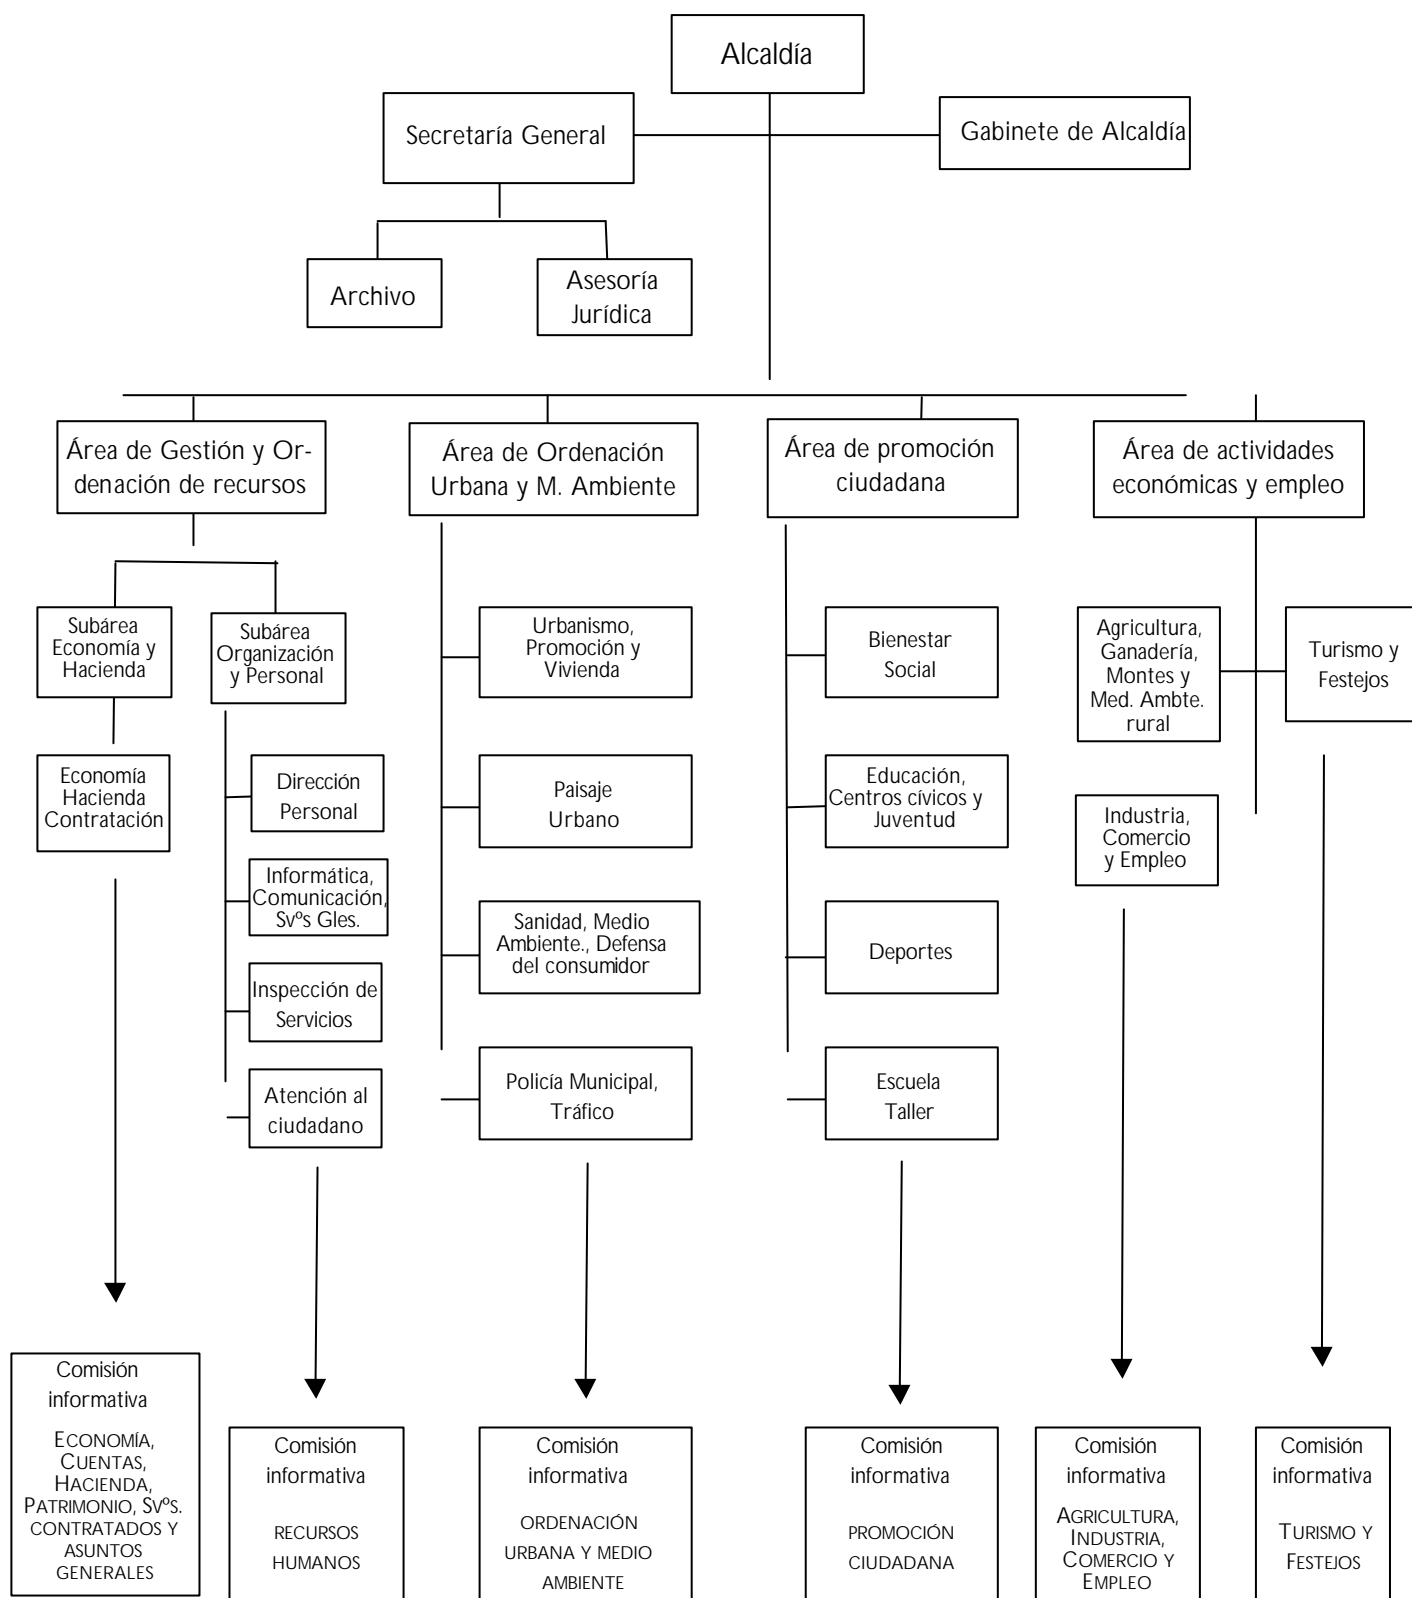 Alcaldía
Secretaría General
Gabinete de Alcaldía
Archivo
Asesoría
Jurídica
Área de Gestión y Or-
denación de recursos
Área de Ordenación
Urbana y M. Ambiente
Área de promoción
ciudadana
Área de actividades
económicas y empleo
Subárea
Economía y
Hacienda
Subárea
Organización
y Personal
Urbanismo,
Promoción y
Vivienda
Bienestar
Social
Agricultura,
Ganadería,
Montes y
Med. Ambte.
rural
Turismo y
Festejos
Economía
Hacienda
Contratación
Dirección
Personal
Paisaje
Urbano
Educación,
Centros cívicos y
Juventud
Industria,
Comercio
y Empleo
Informática,
Comunicación,
Svºs Gles.
Sanidad, Medio
Ambiente., Defensa
del consumidor
Deportes
Inspección de
Servicios
Atención al
ciudadano
Policía Municipal,
Tráfico
Escuela
Taller
Comisión
informativa
ECONOMÍA,
CUENTAS,
HACIENDA,
PATRIMONIO, SVºS.
CONTRATADOS Y
ASUNTOS
GENERALES
Comisión
informativa
RECURSOS
HUMANOS
Comisión
informativa
ORDENACIÓN
URBANA Y MEDIO
AMBIENTE
Comisión
informativa
PROMOCIÓN
CIUDADANA
Comisión
informativa
AGRICULTURA,
INDUSTRIA,
COMERCIO Y
EMPLEO
Comisión
informativa
TURISMO Y
FESTEJOS